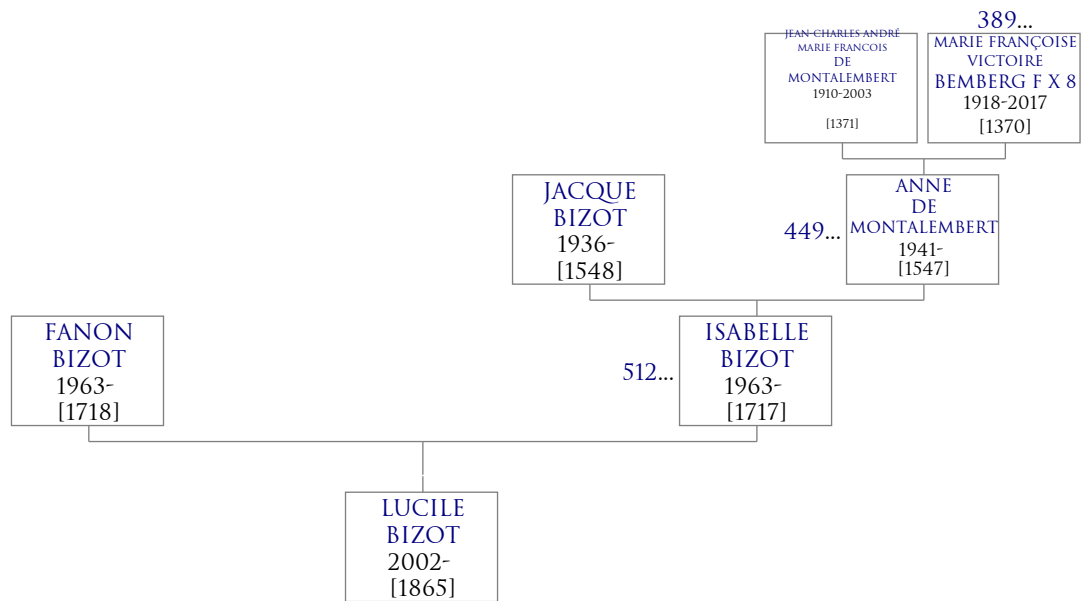 389...
JEAN-CHARLES ANDRÉ
MARIE FRANCOIS
DE
MONTALEMBERT
1910-2003
[1371]
MARIE FRANÇOISE
VICTOIRE
BEMBERG F X 8
1918-2017
[1370]
JACQUE
BIZOT
1936-
[1548]
449...
ANNE
DE
MONTALEMBERT
1941-
[1547]
FANON
BIZOT
1963-
[1718]
512...
ISABELLE
BIZOT
1963-
[1717]
LUCILE
BIZOT
2002-
[1865]